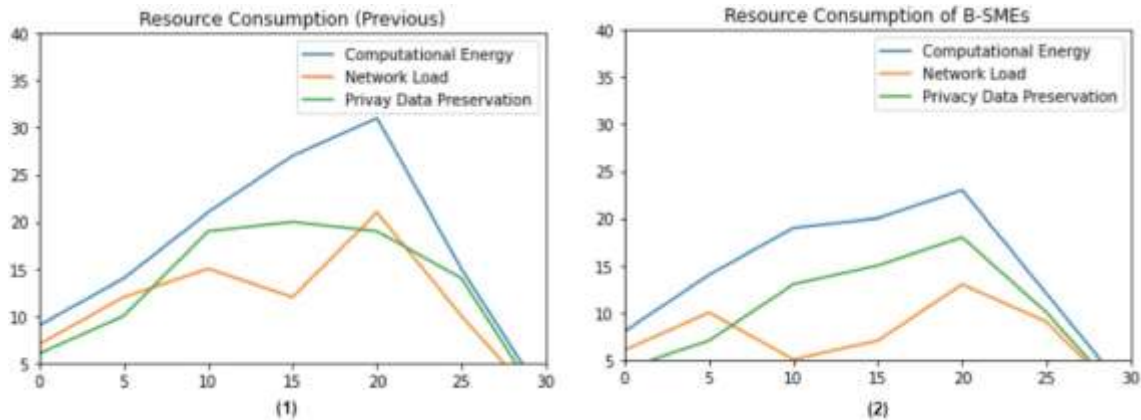 Resource Consumption (Previous)
Computational Energy
Network Load
Privay Data Preservation
40
35
30
25
20
15
10
5
0 5 10 15 20 25 30
(1)
Resource Consumption of B-SMEs
Computational Energy
Network Load
Privacy Data Preservation
40
35
30
25
20
15
10
5
0 5 10 15 20 25 30
(2)